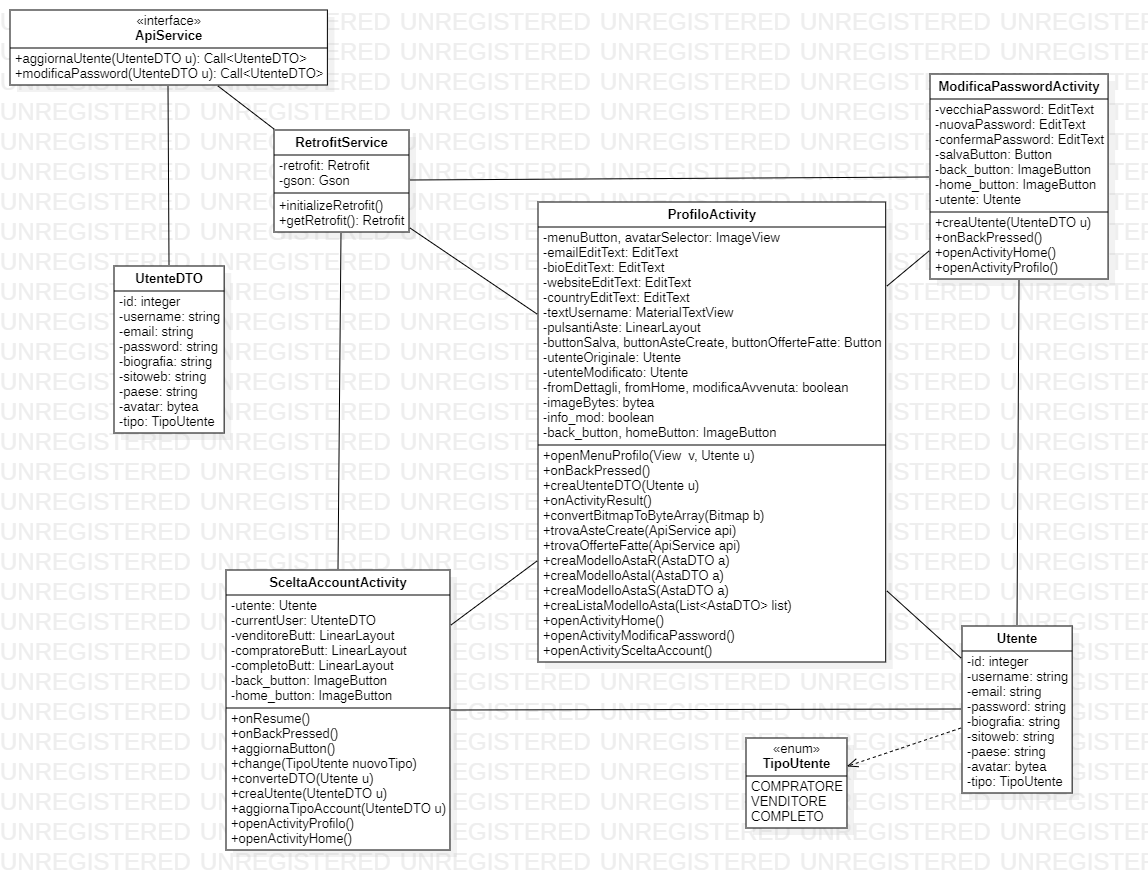 «interface»
ApiService
+aggiornaUtente(UtenteDTO u): Call<UtenteDTO>
+modificaPassword(UtenteDTO u): Call<UtenteDTO>
RetrofitService
-retrofit: Retrofit
-gson: Gson
+initializeRetrofit()
+getRetrofit(): Retrofit
ModificaPasswordActivity
-vecchiaPassword: EditText
-nuovaPassword: EditText
-confermaPassword: EditText
-salvaButton: Button
-back_button: ImageButton
-home_button: ImageButton
-utente: Utente
+creaUtente(UtenteDTO u)
+onBackPressed()
+openActivityHome()
+openActivityProfilo()
ProfiloActivity
-menuButton, avatarSelector: ImageView
-emailEditText: EditText
-bioEditText: EditText
-websiteEditText: EditText
-countryEditText: EditText
-textUsername: MaterialTextView
-pulsantiAste: LinearLayout
-buttonSalva, buttonAsteCreate, buttonOfferteFatte: Button
-utenteOriginale: Utente
-utenteModificato: Utente
-fromDettagli, fromHome, modificaAvvenuta: boolean
-imageBytes: bytea
-info_mod: boolean
-back_button, homeButton: ImageButton
+openMenuProfilo(View  v, Utente u)
+onBackPressed()
+creaUtenteDTO(Utente u)
+onActivityResult()
+convertBitmapToByteArray(Bitmap b)
+trovaAsteCreate(ApiService api)
+trovaOfferteFatte(ApiService api)
+creaModelloAstaR(AstaDTO a)
+creaModelloAstaI(AstaDTO a)
+creaModelloAstaS(AstaDTO a)
+creaListaModelloAsta(List<AstaDTO> list)
+openActivityHome()
+openActivityModificaPassword()
+openActivitySceltaAccount()
UtenteDTO
-id: integer
-username: string
-email: string
-password: string
-biografia: string
-sitoweb: string
-paese: string
-avatar: bytea
-tipo: TipoUtente
SceltaAccountActivity
-utente: Utente
-currentUser: UtenteDTO
-venditoreButt: LinearLayout
-compratoreButt: LinearLayout
-completoButt: LinearLayout
-back_button: ImageButton
-home_button: ImageButton
+onResume()
+onBackPressed()
+aggiornaButton()
+change(TipoUtente nuovoTipo)
+converteDTO(Utente u)
+creaUtente(UtenteDTO u)
+aggiornaTipoAccount(UtenteDTO u)
+openActivityProfilo()
+openActivityHome()
Utente
-id: integer
-username: string
-email: string
-password: string
-biografia: string
-sitoweb: string
-paese: string
-avatar: bytea
-tipo: TipoUtente
«enum»
TipoUtente
COMPRATORE
VENDITORE
COMPLETO